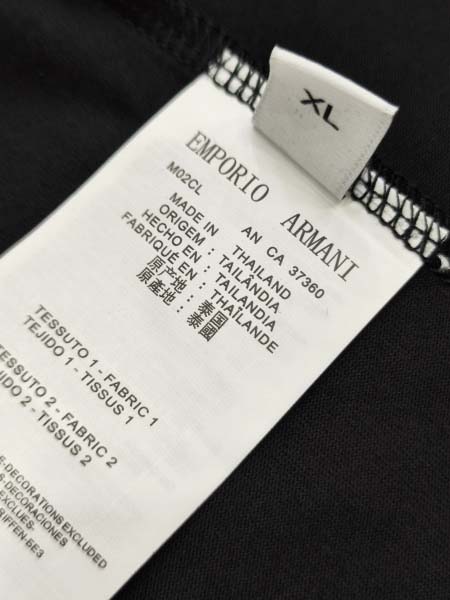 XL
EMPORIO ARMANI
M02CL AN CA 37360
MADE IN : THAILAND
ORIGEM : TAILÂNDIA
HECHO EN : TAILANDIA
FABRIQUÉ EN : THAÏLANDE
原产地 : 泰国
原產地 : 泰國
TESSUTO 1 - FABRIC 1
TEJIDO 1 - TISSUS 1
TESSUTO 2 - FABRIC 2
TEJIDO 2 - TISSUS 2
-DECORATIONS EXCLUDED
-DECORACIONES
EXCLUES-